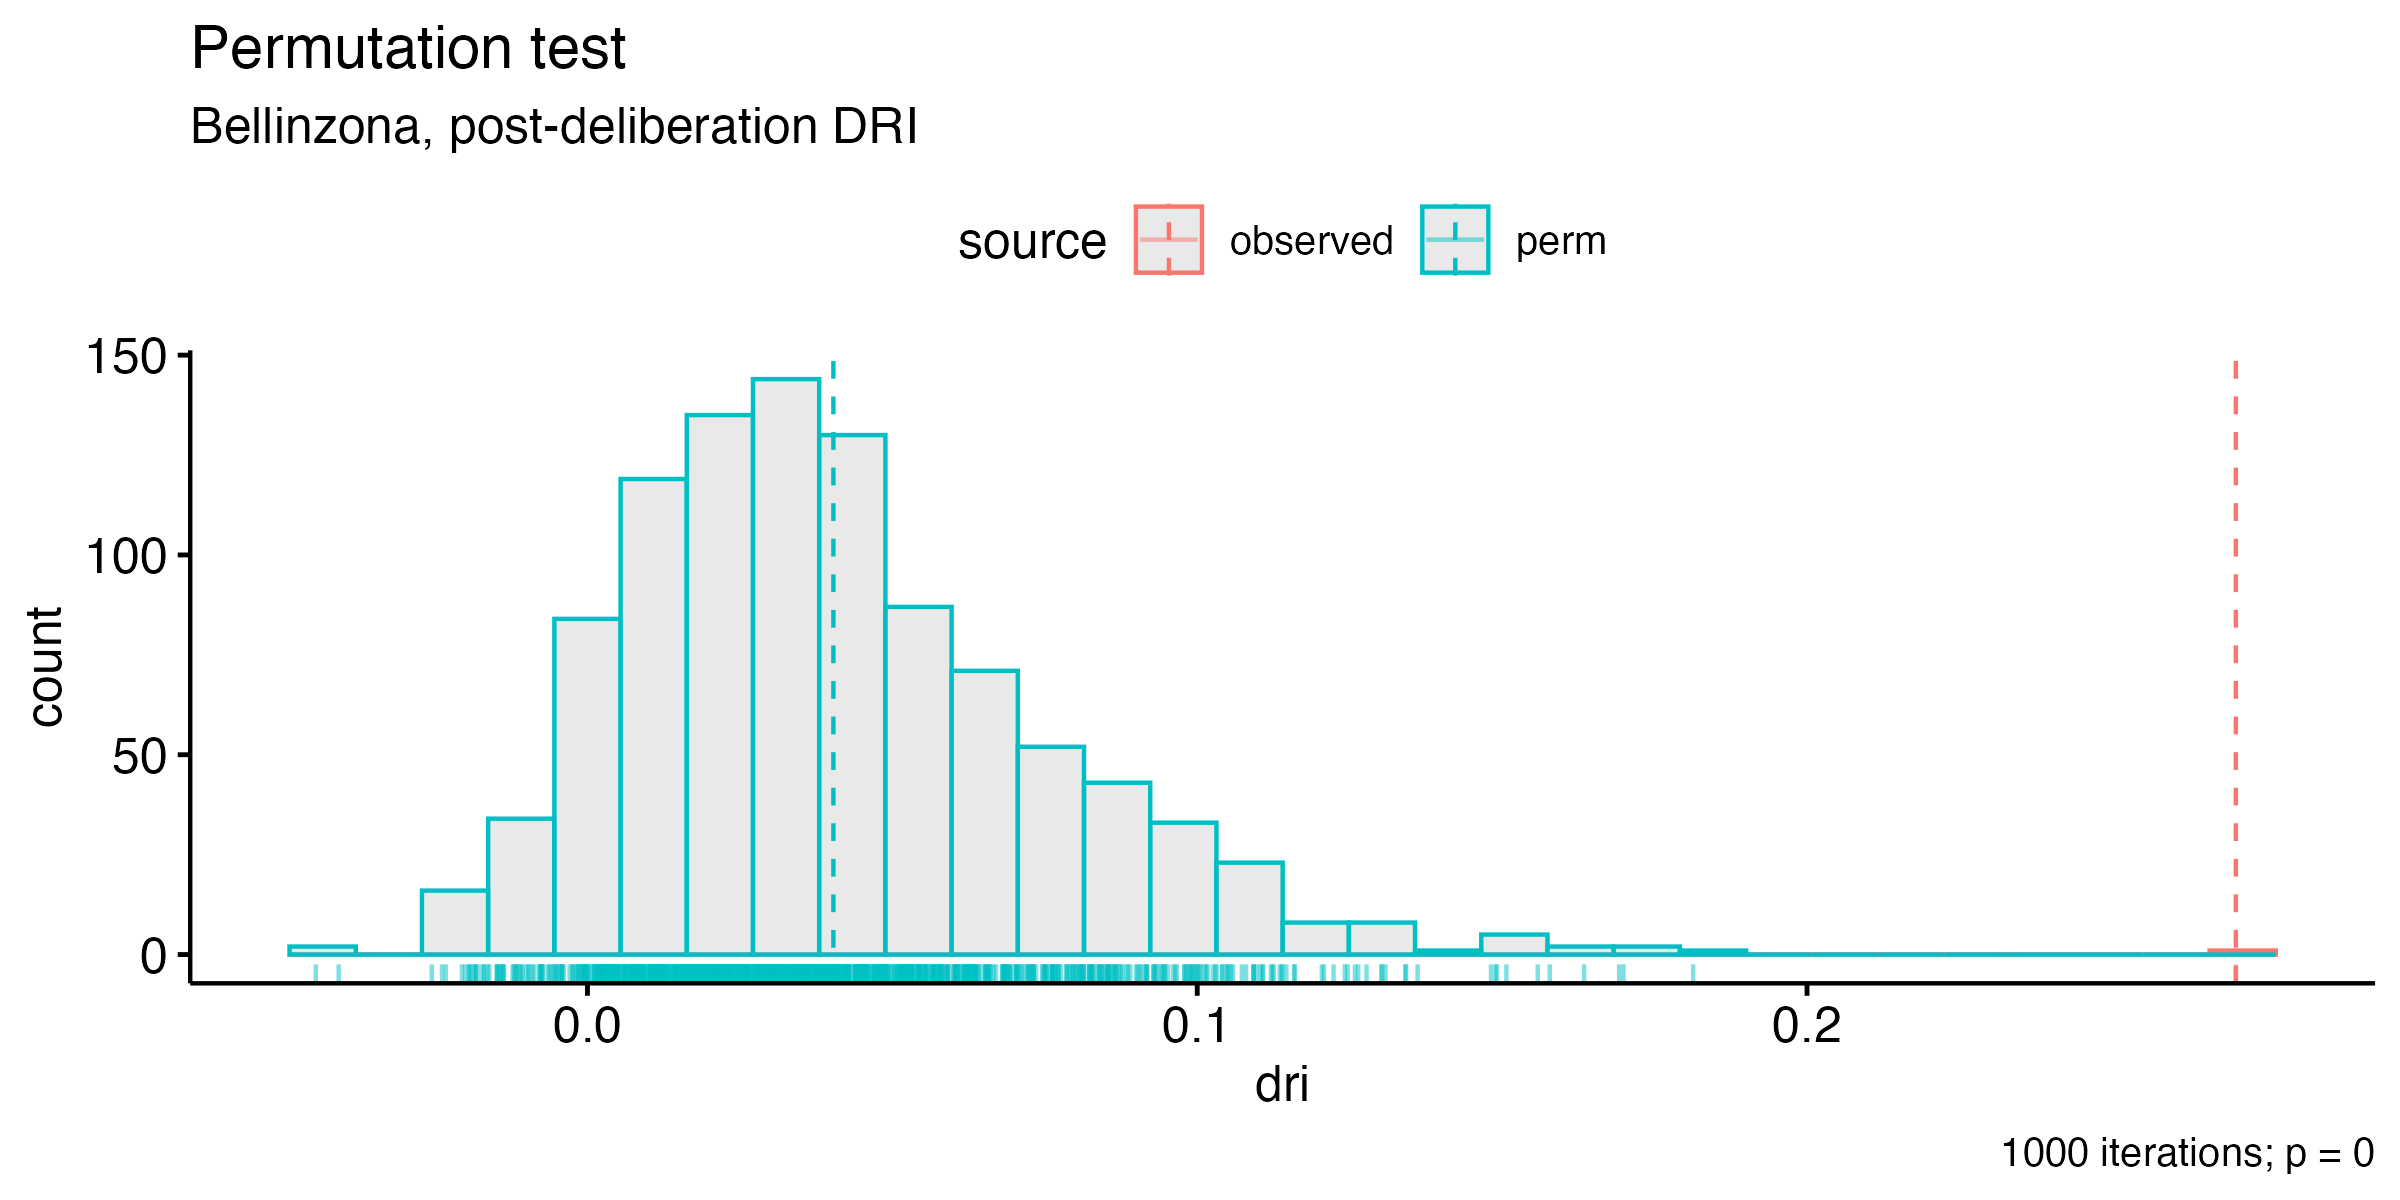 Permutation test
Bellinzona, post-deliberation DRI
source observed perm
150
100
50
0
count
0.0 0.1 0.2
dri
1000 iterations; p = 0